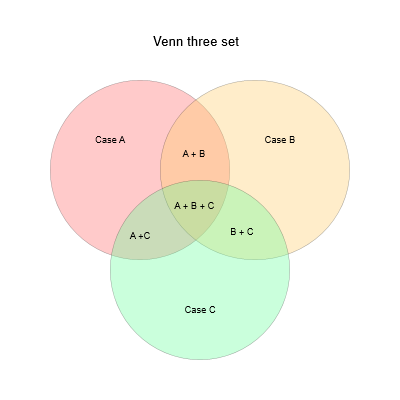 Venn three set
Case A
Case B
A + B
A + B + C
A +C
B + C
Case C